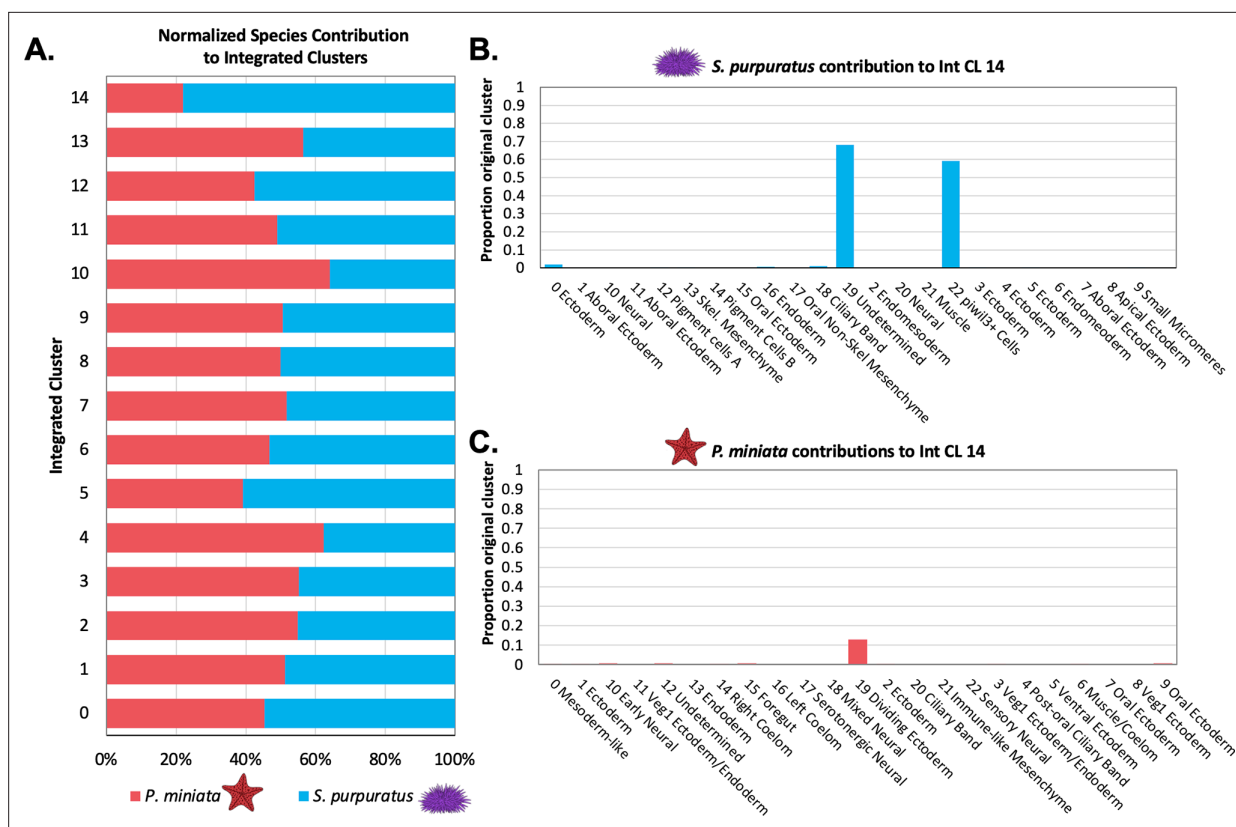 A.
Normalized Species Contribution
to Integrated Clusters
Integrated Cluster
14
13
12
11
10
9
8
7
6
5
4
3
2
1
0
0%
20%
40%
60%
80%
100%
P. miniata
S. purpuratus
B.
S. purpuratus contribution to Int CL 14
Proportion original cluster
1
0.9
0.8
0.7
0.6
0.5
0.4
0.3
0.2
0.1
0
0 Ectoderm
1 Aboral Ectoderm
10 Neural
11 Aboral Ectoderm
12 Pigment cells A
13 Skel. Mesenchyme
14 Pigment Cells B
15 Oral Ectoderm
16 Endoderm
17 Oral Non-Skel Mesenchyme
18 Ciliary Band
19 Undetermined
2 Endomesoderm
20 Neural
21 Muscle
22 piwil3+ Cells
3 Ectoderm
4 Ectoderm
5 Ectoderm
6 Endomeoderm
7 Aboral Ectoderm
8 Apical Ectoderm
9 Small Micromeres
C.
P. miniata contributions to Int CL 14
Proportion original cluster
1
0.9
0.8
0.7
0.6
0.5
0.4
0.3
0.2
0.1
0
0 Mesoderm-like
1 Ectoderm
10 Early Neural
11 Veg1 Ectoderm/Endoderm
12 Undetermined
13 Endoderm
14 Right Coelom
15 Foregut
16 Left Coelom
17 Serotonergic Neural
18 Mixed Neural
19 Dividing Ectoderm
2 Ectoderm
20 Ciliary Band
21 Immune-like Mesenchyme
22 Sensory Neural
3 Veg1 Ectoderm/Endoderm
4 Post-oral Ciliary Band
5 Ventral Ectoderm
6 Muscle/Coelom
7 Oral Ectoderm
8 Veg1 Ectoderm
9 Oral Ectoderm